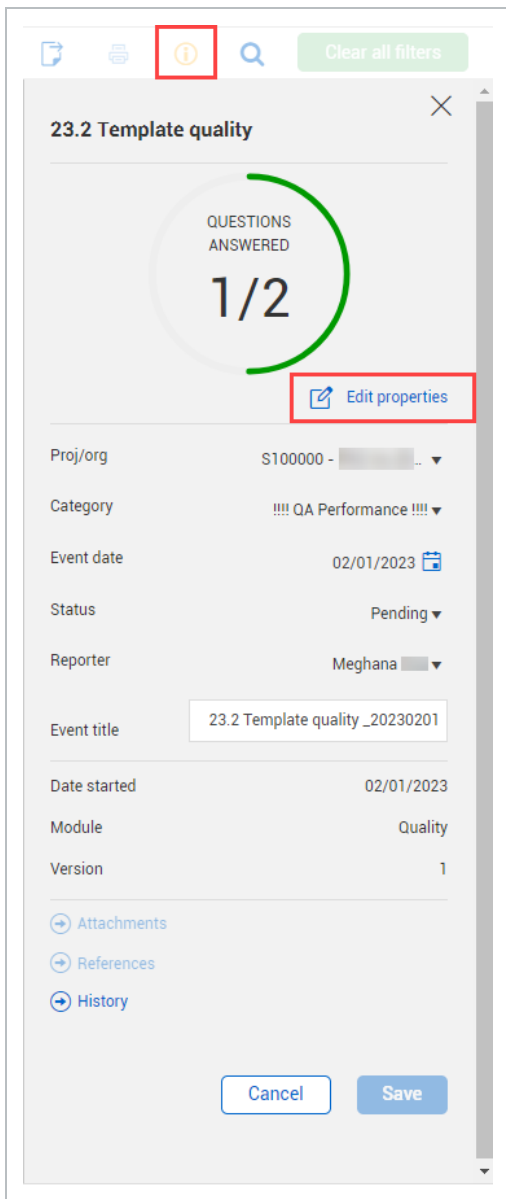 Clear all filters
23.2 Template quality
QUESTIONS
ANSWERED
1/2
Edit properties
Proj/org S100000 - ..
Category !!!! QA Performance !!!!
Event date 02/01/2023
Status Pending
Reporter Meghana
Event title 23.2 Template quality _20230201
Date started 02/01/2023
Module Quality
Version 1
Attachments
References
History
Cancel Save